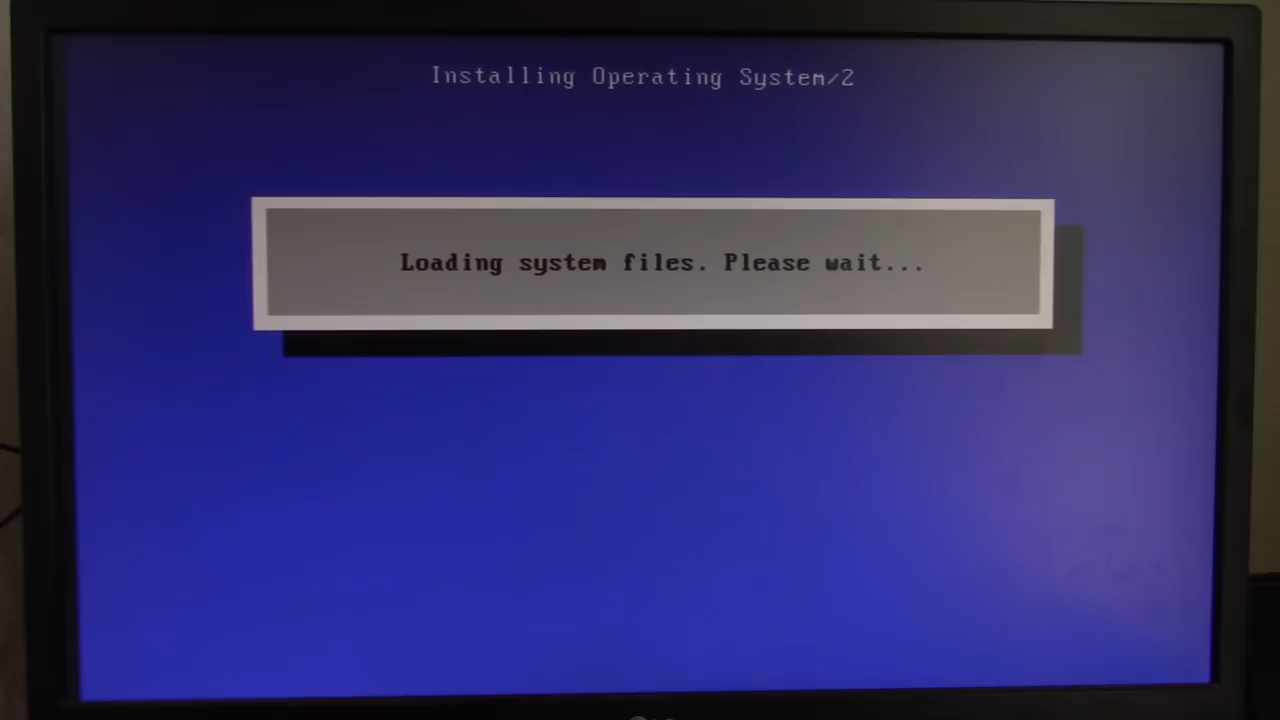 Installing Operating System/2
Loading system files. Please wait...